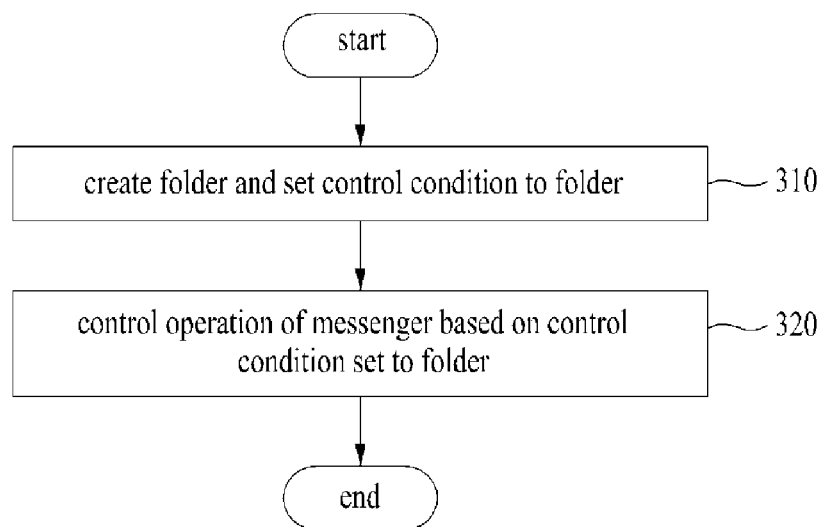 start
create folder and set control condition to folder
310
control operation of messenger based on control
condition set to folder
320
end